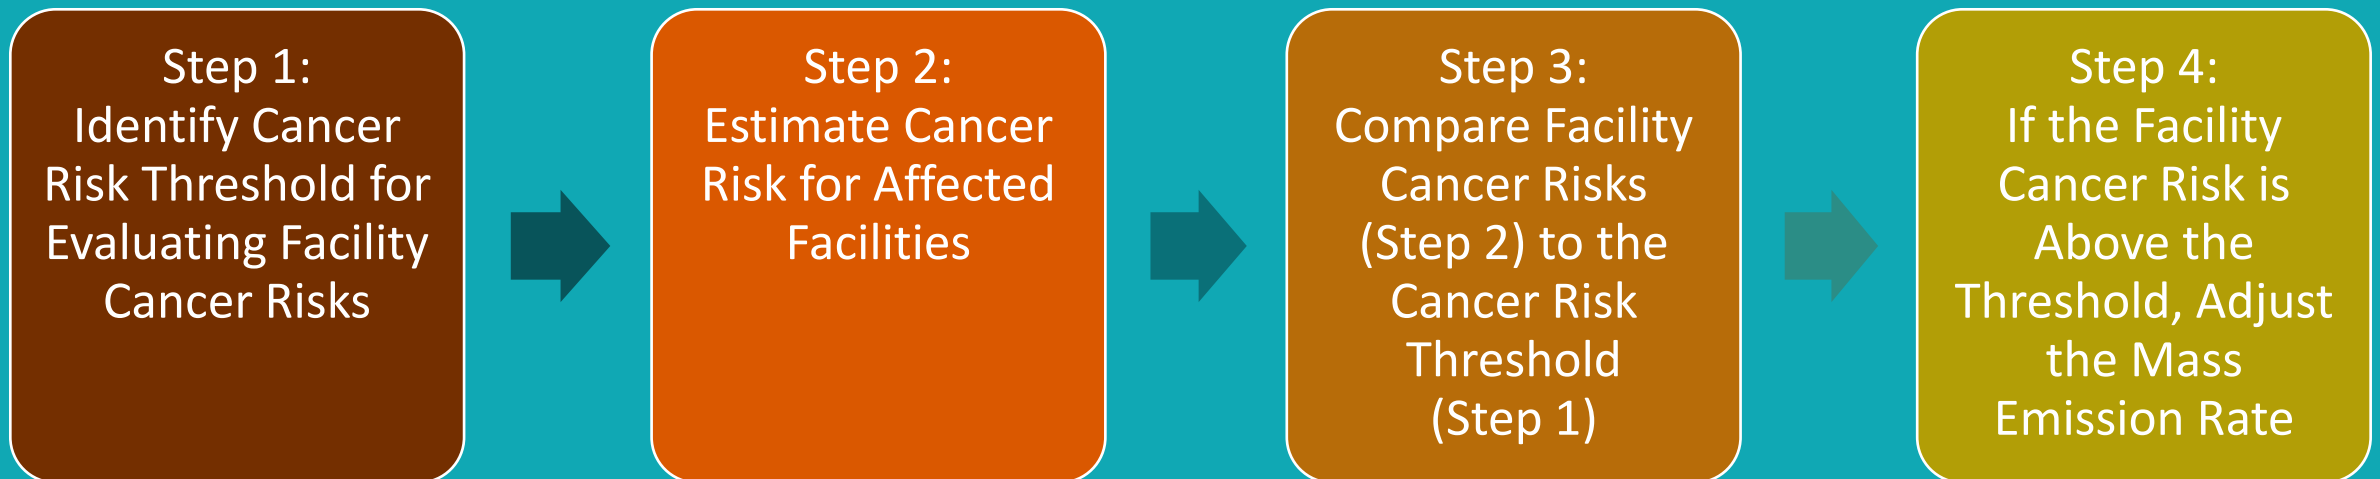 Step 1:
Identify Cancer
Risk Threshold for
Evaluating Facility
Cancer Risks
Step 2:
Estimate Cancer
Risk for Affected
Facilities
Step 3:
Compare Facility
Cancer Risks
(Step 2) to the
Cancer Risk
Threshold
(Step 1)
Step 4:
If the Facility
Cancer Risk is
Above the
Threshold, Adjust
the Mass
Emission Rate